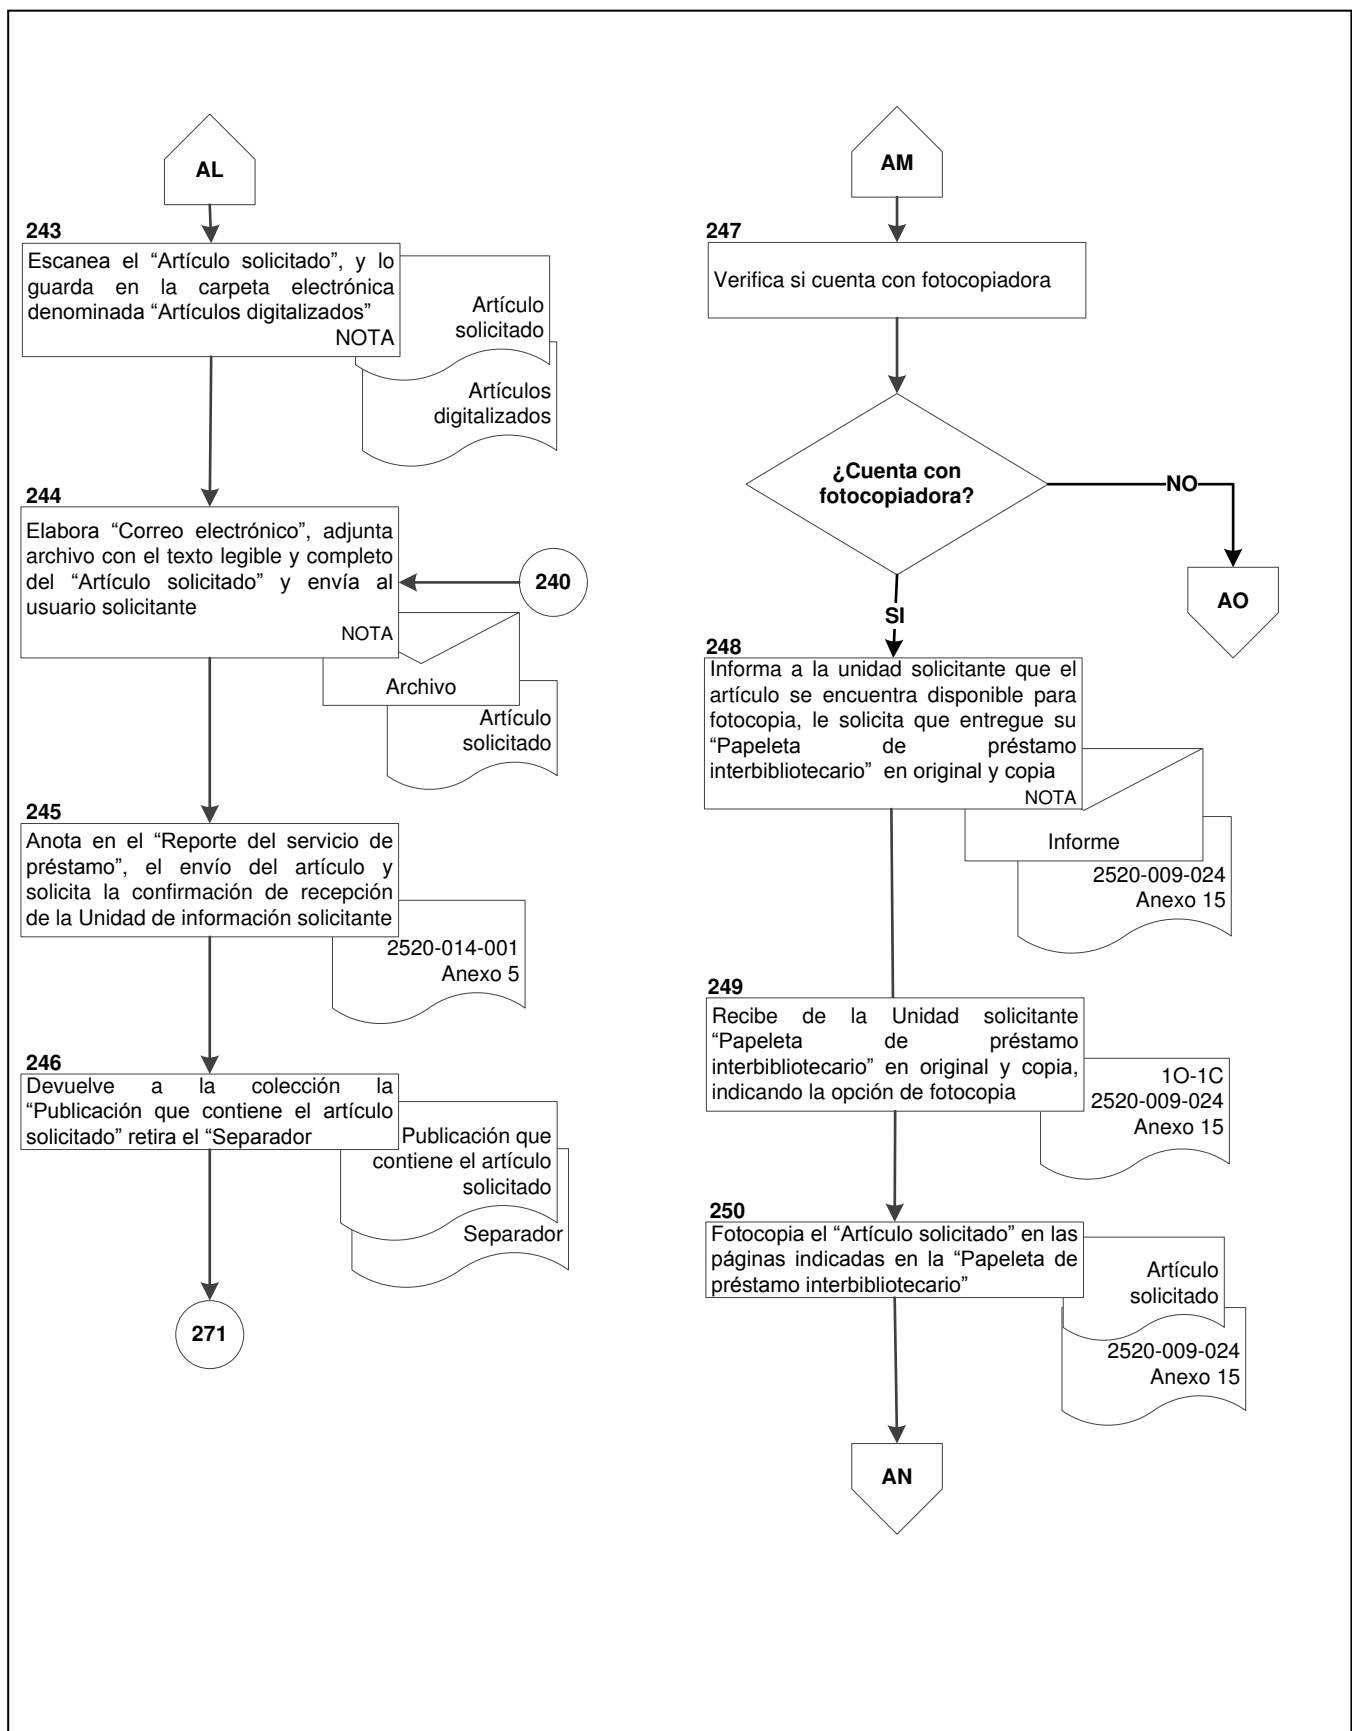 AL
243
Escanea el “Artículo solicitado”, y lo
guarda en la carpeta electrónica
denominada “Artículos digitalizados”
NOTA
Artículo
solicitado
Artículos
digitalizados
244
Elabora “Correo electrónico”, adjunta
archivo con el texto legible y completo
del “Artículo solicitado” y envía al
usuario solicitante
NOTA
240
Archivo
Artículo
solicitado
245
Anota en el “Reporte del servicio de
préstamo”, el envío del artículo y
solicita la confirmación de recepción
de la Unidad de información solicitante
2520-014-001
Anexo 5
246
Devuelve a la colección la
“Publicación que contiene el artículo
solicitado” retira el “Separador
Publicación que
contiene el artículo
solicitado
Separador
271
AM
247
Verifica si cuenta con fotocopiadora
¿Cuenta con
fotocopiadora?
NO
AO
SI
248
Informa a la unidad solicitante que el
artículo se encuentra disponible para
fotocopia, le solicita que entregue su
“Papeleta de préstamo
interbibliotecario” en original y copia
NOTA
Informe
2520-009-024
Anexo 15
249
Recibe de la Unidad solicitante
“Papeleta de préstamo
interbibliotecario” en original y copia,
indicando la opción de fotocopia
1O-1C
2520-009-024
Anexo 15
250
Fotocopia el “Artículo solicitado” en las
páginas indicadas en la “Papeleta de
préstamo interbibliotecario”
Artículo
solicitado
2520-009-024
Anexo 15
AN